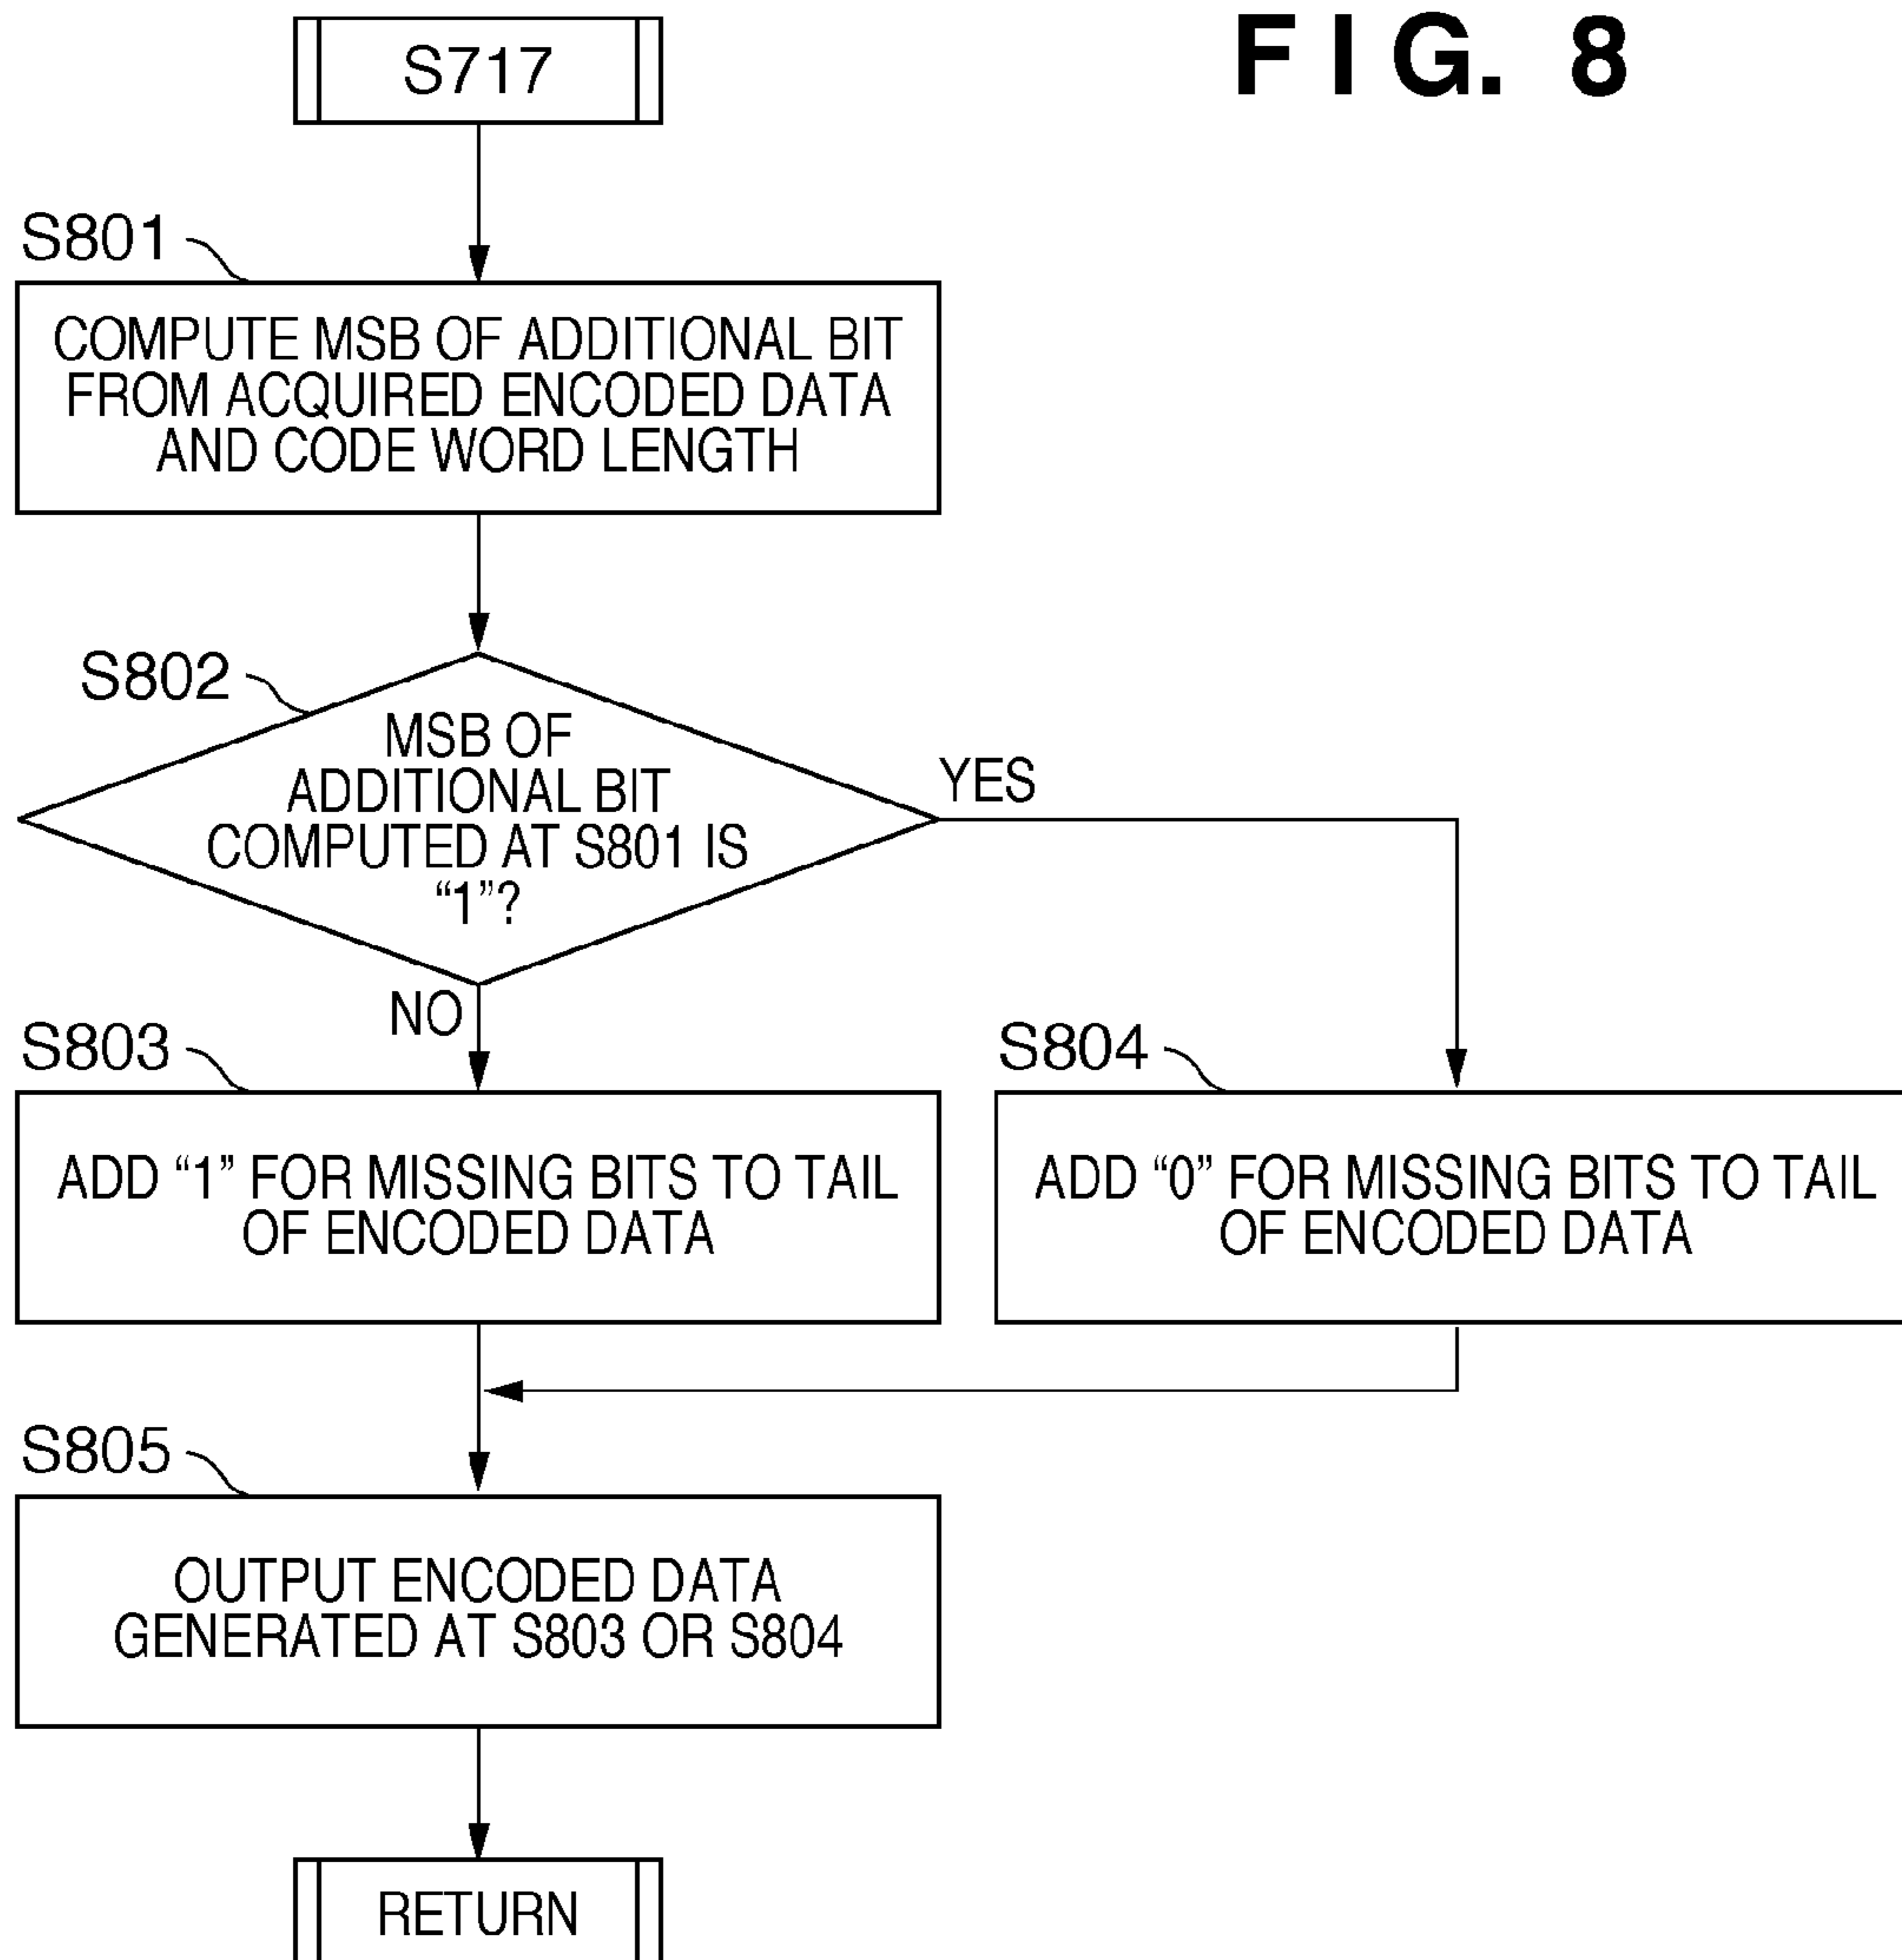 FIG. 8
S717
S801
COMPUTE MSB OF ADDITIONAL BIT
FROM ACQUIRED ENCODED DATA
AND CODE WORD LENGTH
S802
MSB OF
ADDITIONAL BIT
COMPUTED AT S801 IS
“1”?
YES
NO
S803
ADD “1” FOR MISSING BITS TO TAIL
OF ENCODED DATA
S804
ADD “0” FOR MISSING BITS TO TAIL
OF ENCODED DATA
S805
OUTPUT ENCODED DATA
GENERATED AT S803 OR S804
RETURN